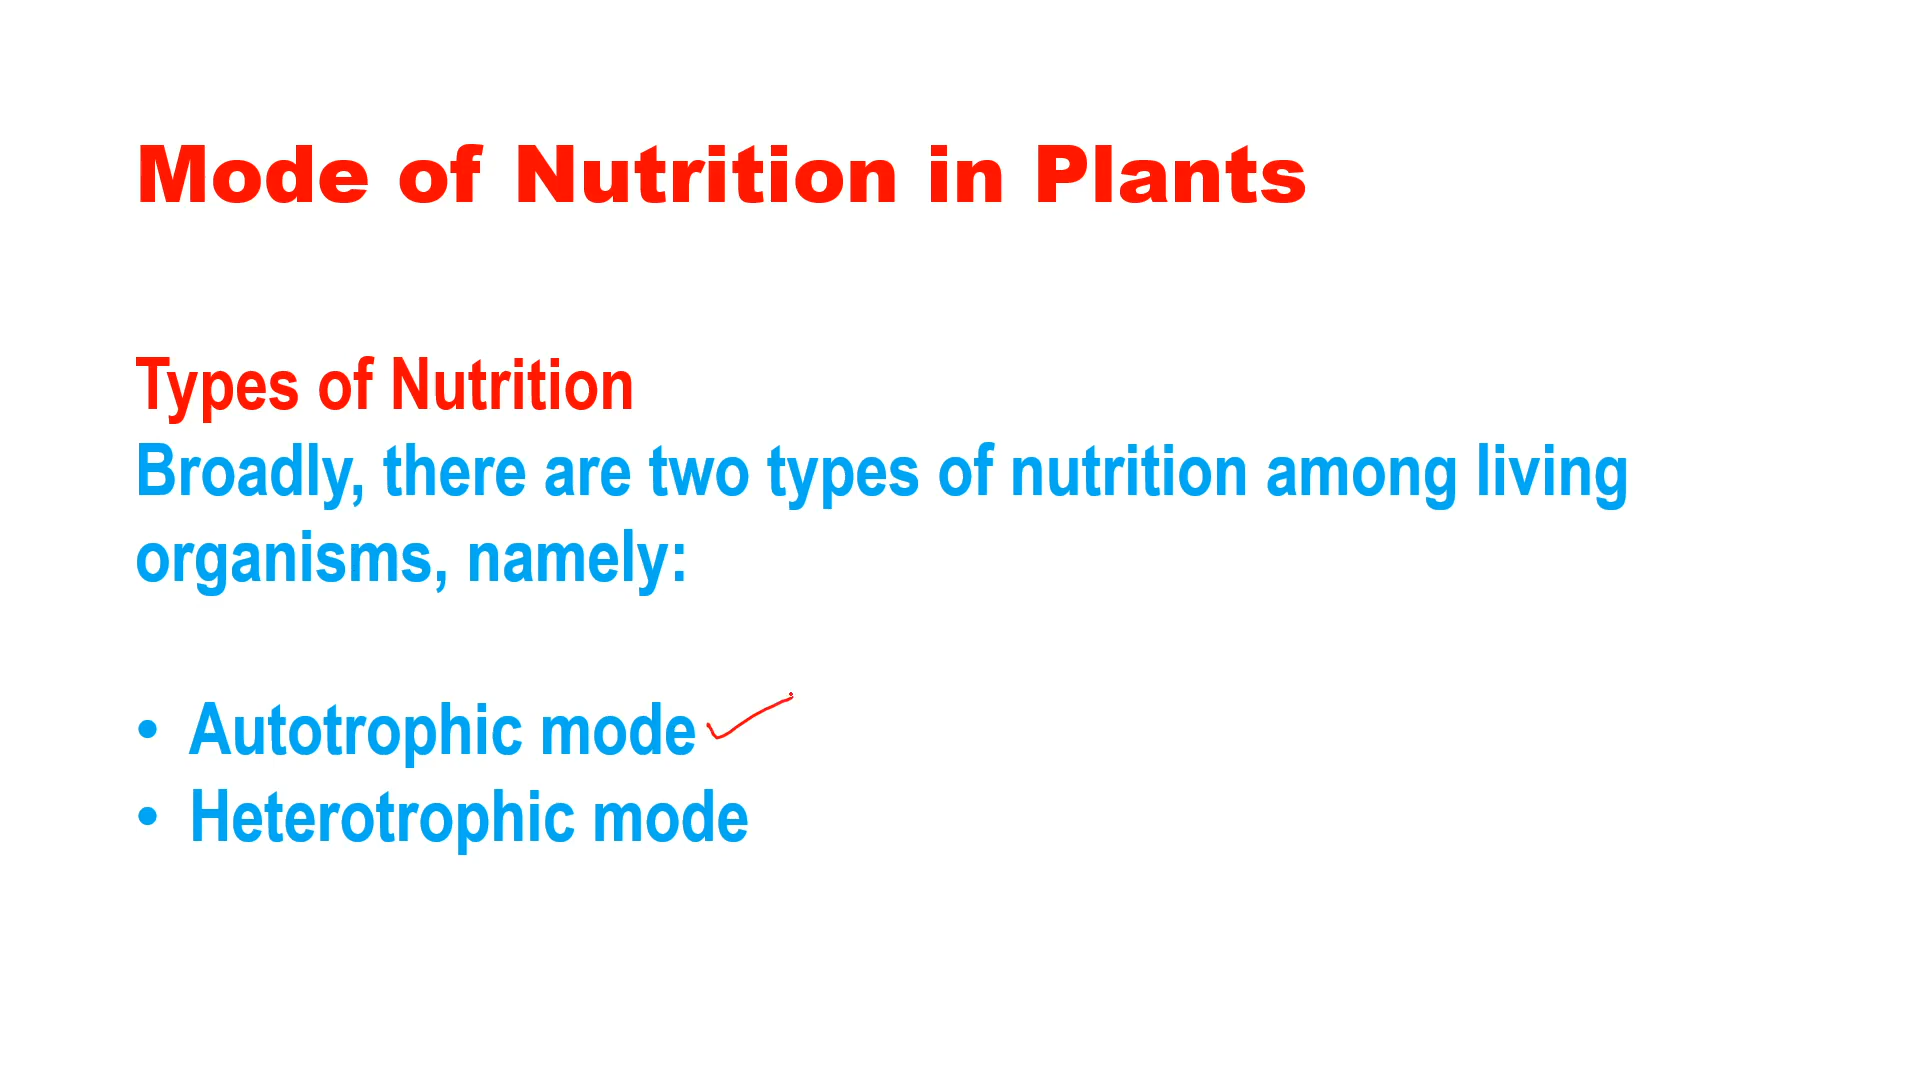 Mode of Nutrition in Plants
Types of Nutrition
Broadly, there are two types of nutrition among living
organisms, namely:
• Autotrophic mode
• Heterotrophic mode